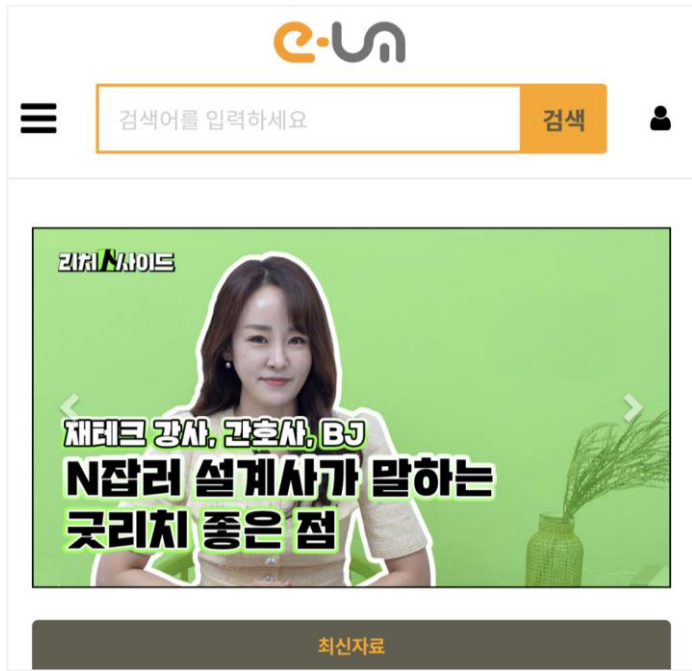 e-un
검색어를 입력하세요
검색
리치人사이드
재테크 강사, 간호사, BJ
N잡러 설계사가 말하는
굿리치 좋은 점
최신자료